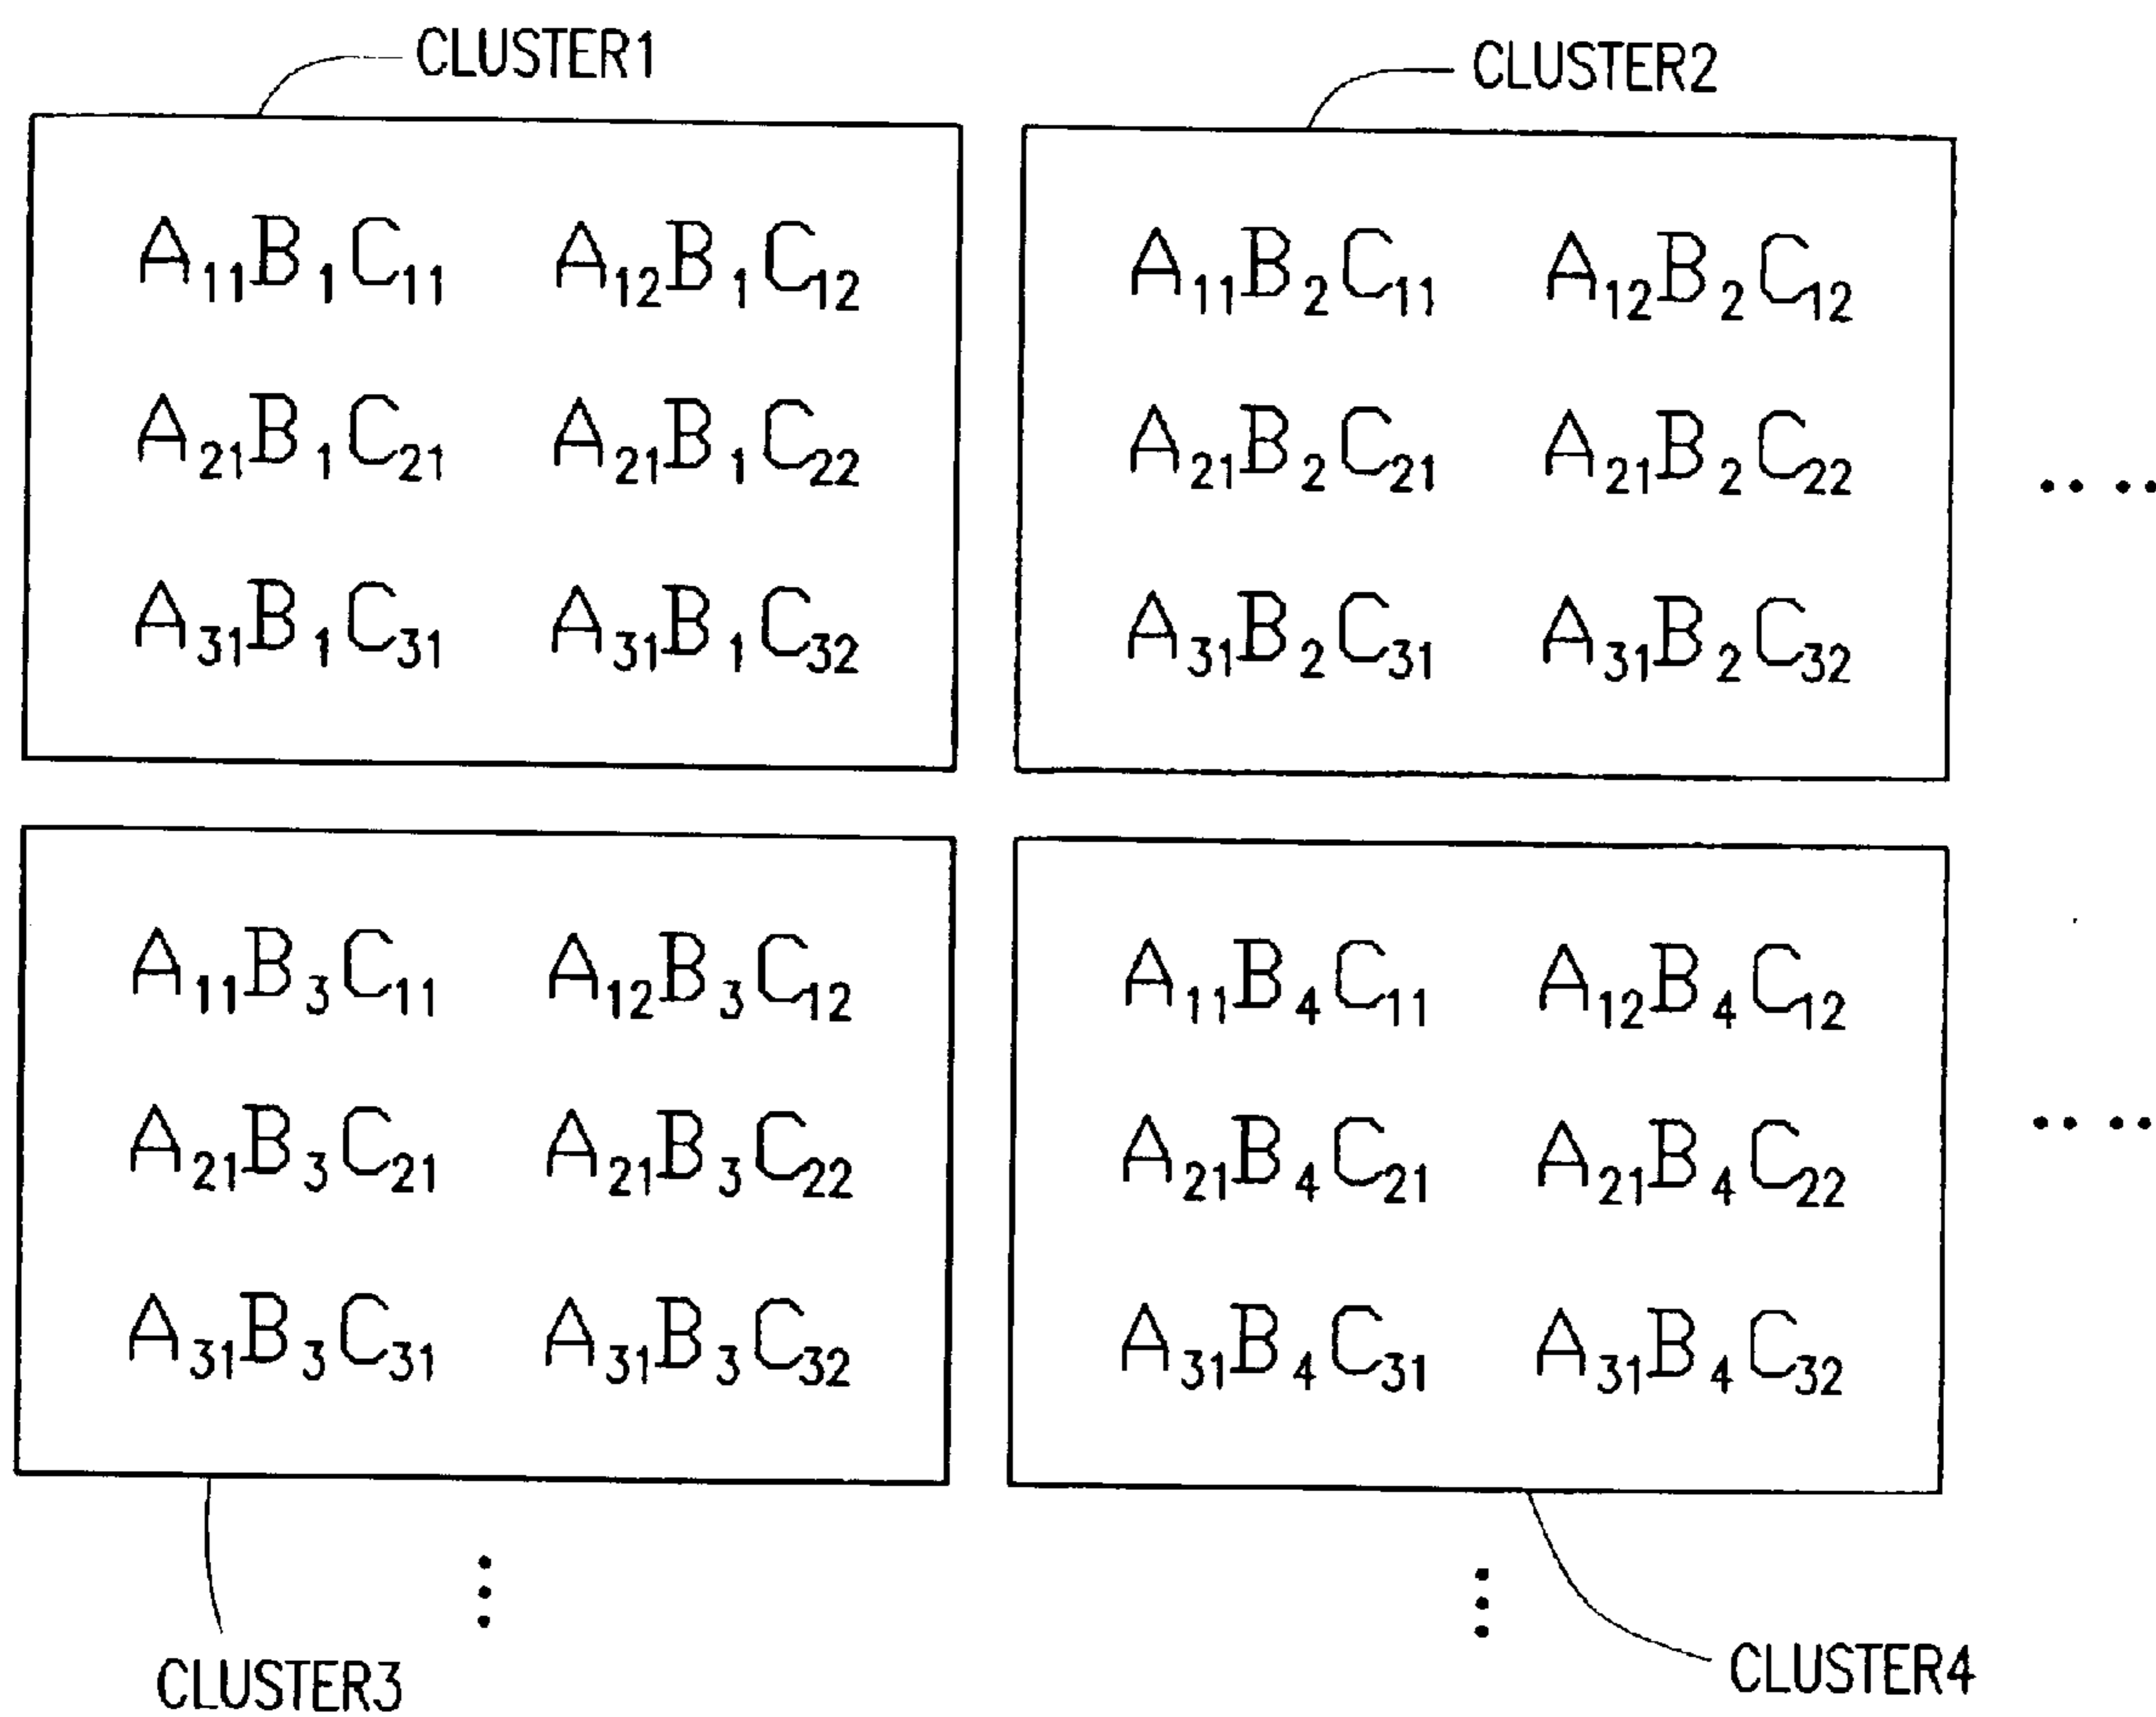 CLUSTER1
CLUSTER2
A₁₁B₁C₁₁ A₁₂B₁C₁₂
A₂₁B₁C₂₁ A₂₁B₁C₂₂
A₃₁B₁C₃₁ A₃₁B₁C₃₂
A₁₁B₂C₁₁ A₁₂B₂C₁₂
A₂₁B₂C₂₁ A₂₁B₂C₂₂
A₃₁B₂C₃₁ A₃₁B₂C₃₂
A₁₁B₃C₁₁ A₁₂B₃C₁₂
A₂₁B₃C₂₁ A₂₁B₃C₂₂
A₃₁B₃C₃₁ A₃₁B₃C₃₂
A₁₁B₄C₁₁ A₁₂B₄C₁₂
A₂₁B₄C₂₁ A₂₁B₄C₂₂
A₃₁B₄C₃₁ A₃₁B₄C₃₂
CLUSTER3
CLUSTER4